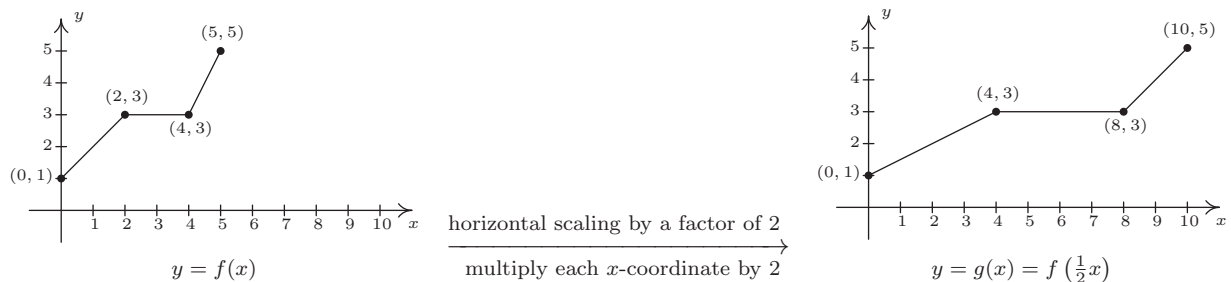 y
(5, 5)
5
4
(2, 3)
3
(4, 3)
2
(0, 1)
1 2 3 4 5 6 7 8 9 10 x
y = f(x)
horizontal scaling by a factor of 2
multiply each x-coordinate by 2
y
(10, 5)
5
4
(4, 3)
3
(8, 3)
2
(0, 1)
1 2 3 4 5 6 7 8 9 10 x
y = g(x) = f(½x)